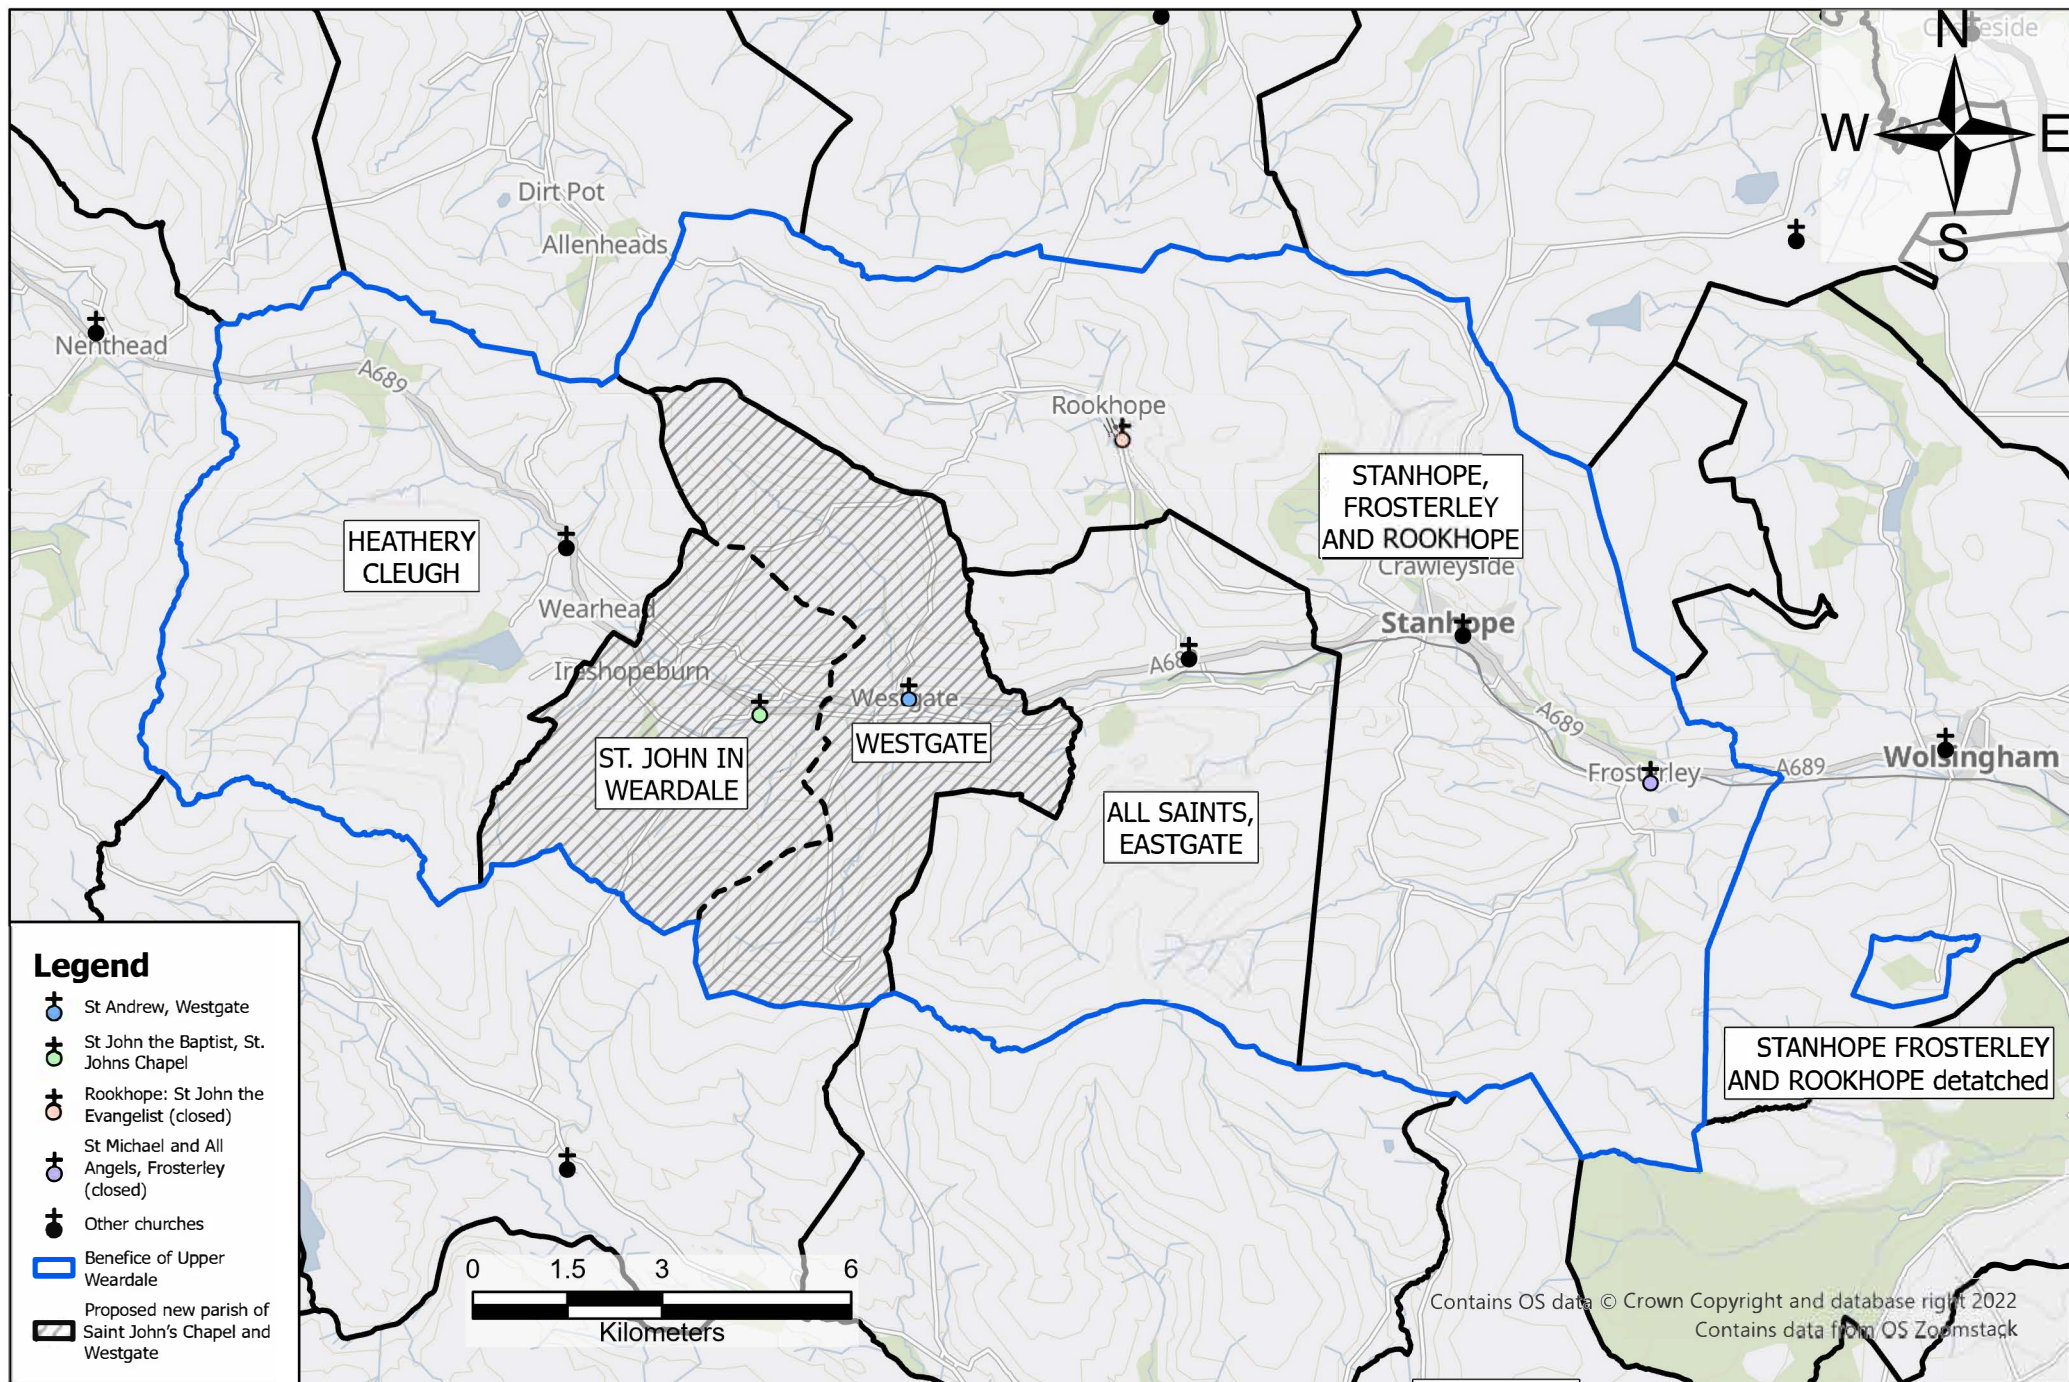 N
W
E
S
Dirt Pot
Allenheads
Nenthead
A689
Rookhope
STANHOPE,
FROSTERLEY
AND ROOKHOPE
Crawleyside
HEATHERY
CLEUGH
Wearhead
Stanhope
Ireshopeburn
Westgate
A689
WESTGATE
ST. JOHN IN
WEARDALE
ALL SAINTS,
EASTGATE
Frosterley
A689
Wolsingham
STANHOPE FROSTERLEY
AND ROOKHOPE detatched
Legend
St Andrew, Westgate
St John the Baptist, St.
Johns Chapel
Rookhope: St John the
Evangelist (closed)
St Michael and All
Angels, Frosterley
(closed)
Other churches
Benefice of Upper
Weardale
Proposed new parish of
Saint John's Chapel and
Westgate
0 1.5 3 6
Kilometers
Contains OS data © Crown Copyright and database right 2022
Contains data from OS Zoomstack